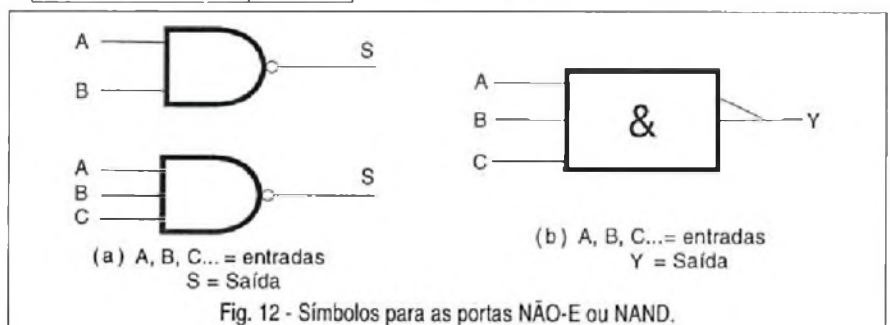 A
B
S
A
B
C
S
(a) A, B, C... = entradas
S = Saída
A
B
C
&
Y
(b) A, B, C...= entradas
Y = Saída
Fig. 12 - Símbolos para as portas NÃO-E ou NAND.